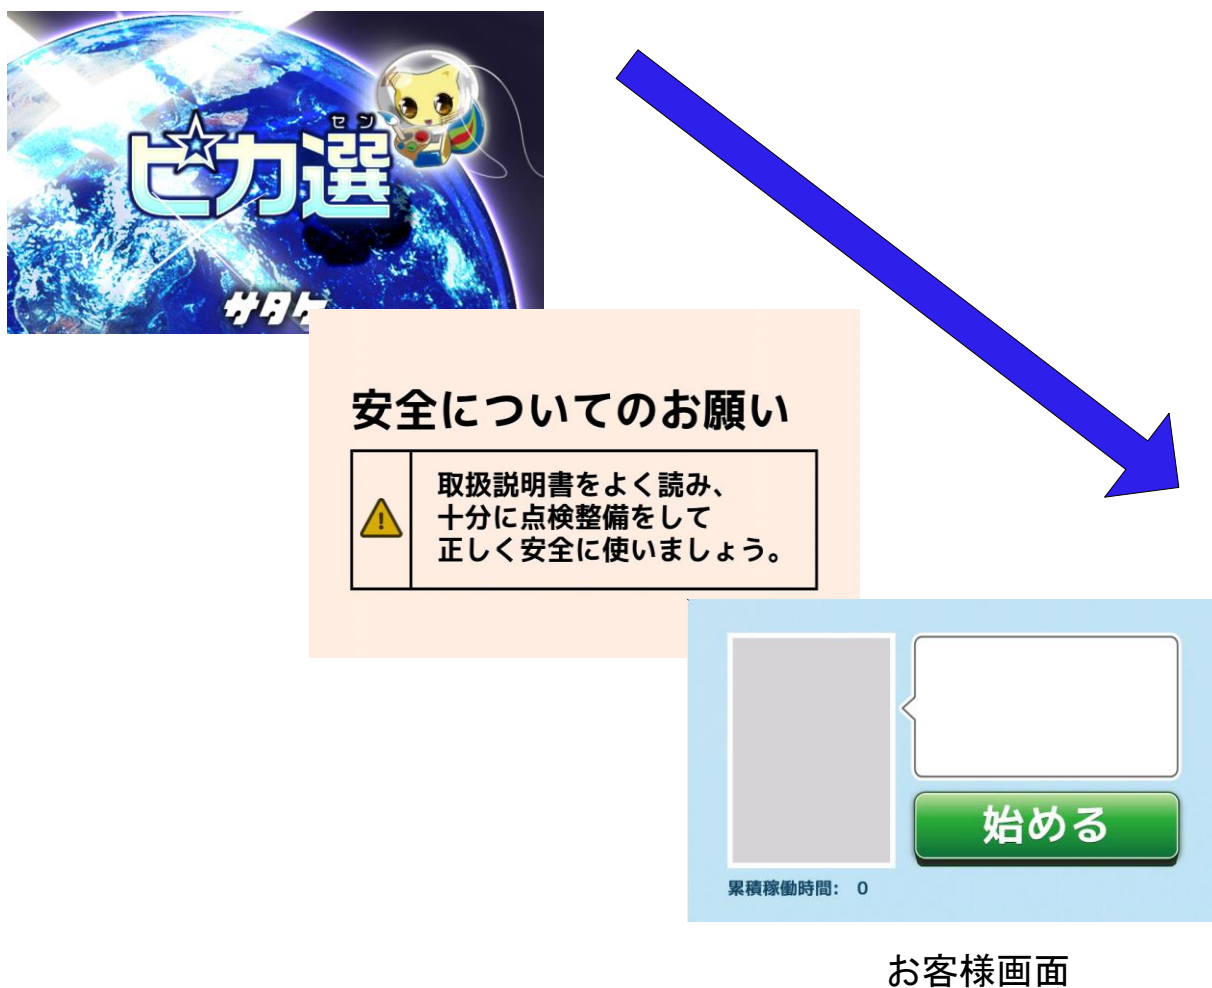 セン
ピカ選
サタケ
安全についてのお願い
取扱説明書をよく読み、
十分に点検整備をして
正しく安全に使いましょう。
始める
累積稼働時間: 0
お客様画面